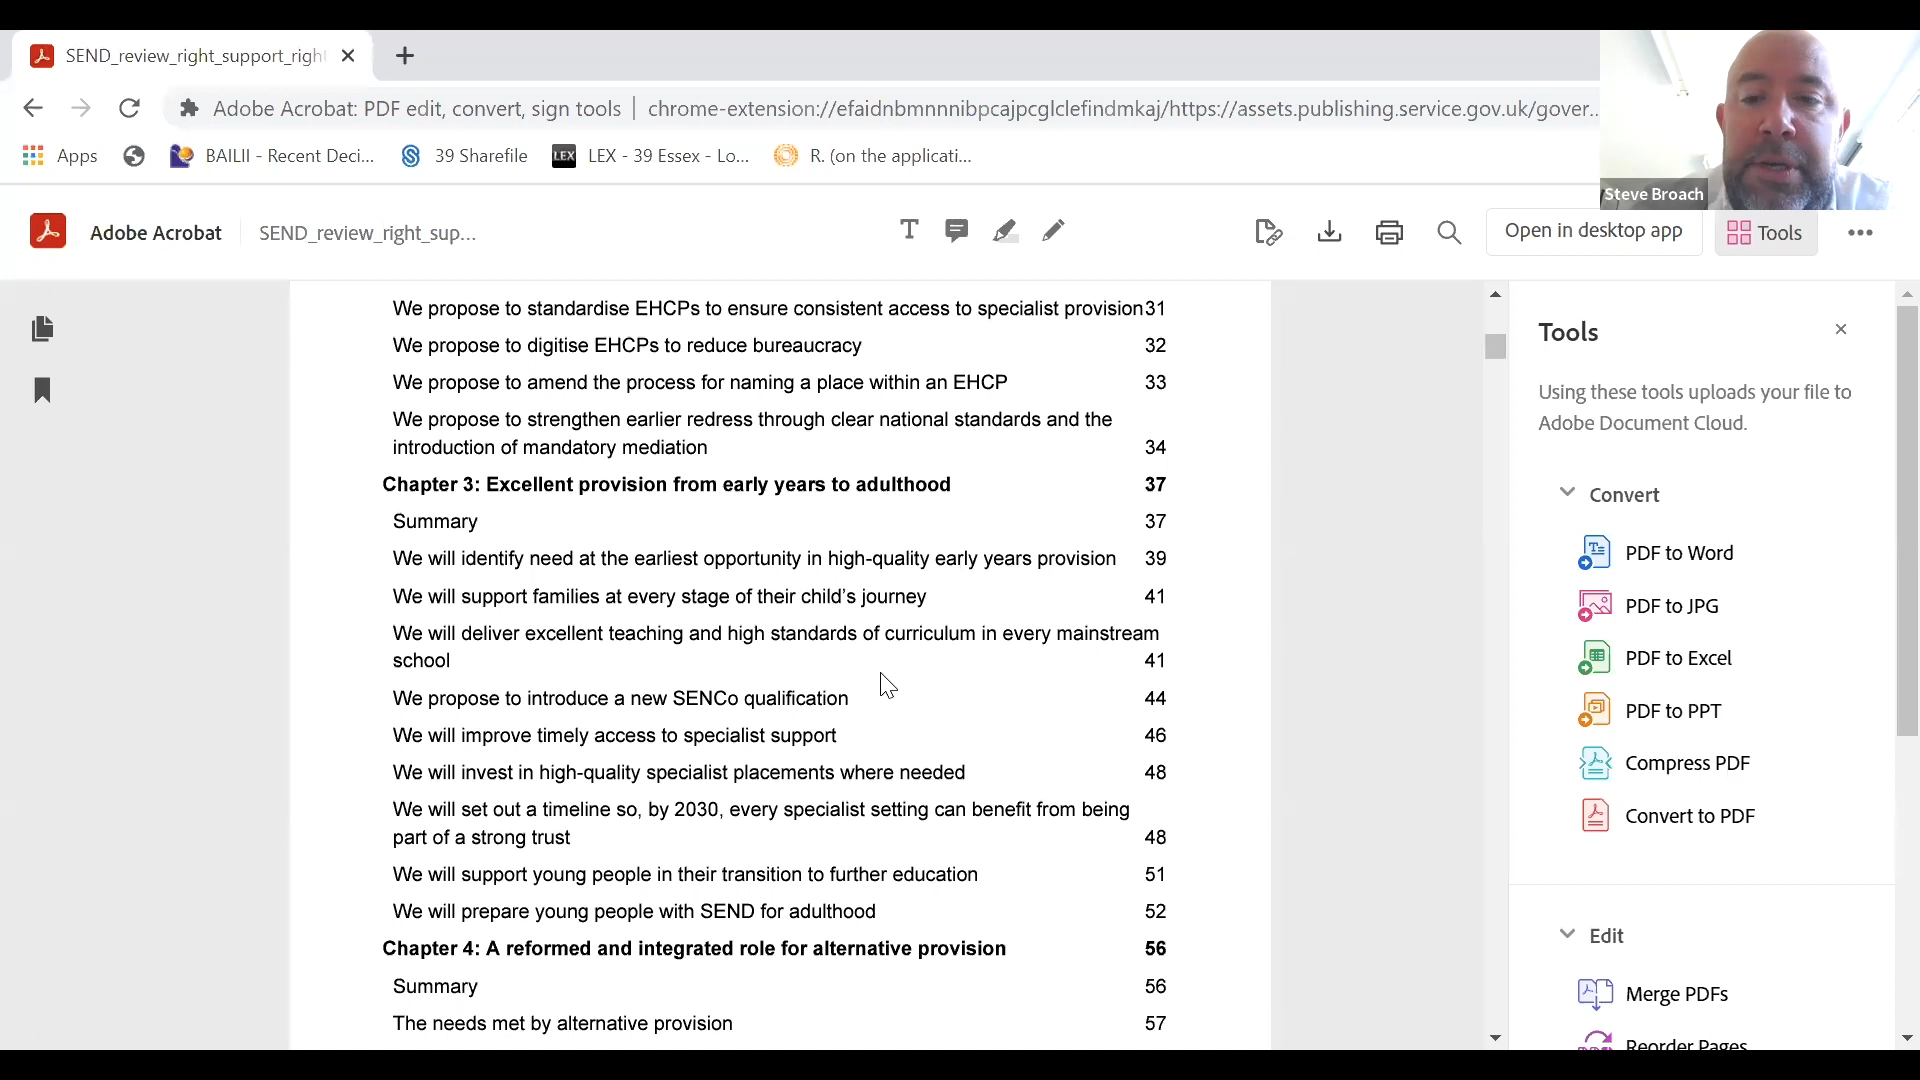 SEND_review_right_support_righ
Adobe Acrobat: PDF edit, convert, sign tools | chrome-extension://efaidnbmnnnibpcajpcglclefindmkaj/https://assets.publishing.service.gov.uk/gover...
Apps
BAILII - Recent Deci...
39 Sharefile
LEX
LEX - 39 Essex - Lo...
R. (on the applicati...
Steve Broach
Adobe Acrobat
SEND_review_right_sup...
Open in desktop app
Tools
We propose to standardise EHCPs to ensure consistent access to specialist provision 31
We propose to digitise EHCPs to reduce bureaucracy 32
We propose to amend the process for naming a place within an EHCP 33
We propose to strengthen earlier redress through clear national standards and the
introduction of mandatory mediation 34
Chapter 3: Excellent provision from early years to adulthood 37
Summary 37
We will identify need at the earliest opportunity in high-quality early years provision 39
We will support families at every stage of their child's journey 41
We will deliver excellent teaching and high standards of curriculum in every mainstream
school 41
We propose to introduce a new SENCo qualification 44
We will improve timely access to specialist support 46
We will invest in high-quality specialist placements where needed 48
We will set out a timeline so, by 2030, every specialist setting can benefit from being
part of a strong trust 48
We will support young people in their transition to further education 51
We will prepare young people with SEND for adulthood 52
Chapter 4: A reformed and integrated role for alternative provision 56
Summary 56
The needs met by alternative provision 57
Tools
Using these tools uploads your file to
Adobe Document Cloud.
Convert
PDF to Word
PDF to JPG
PDF to Excel
PDF to PPT
Compress PDF
Convert to PDF
Edit
Merge PDFs
Reorder Pages